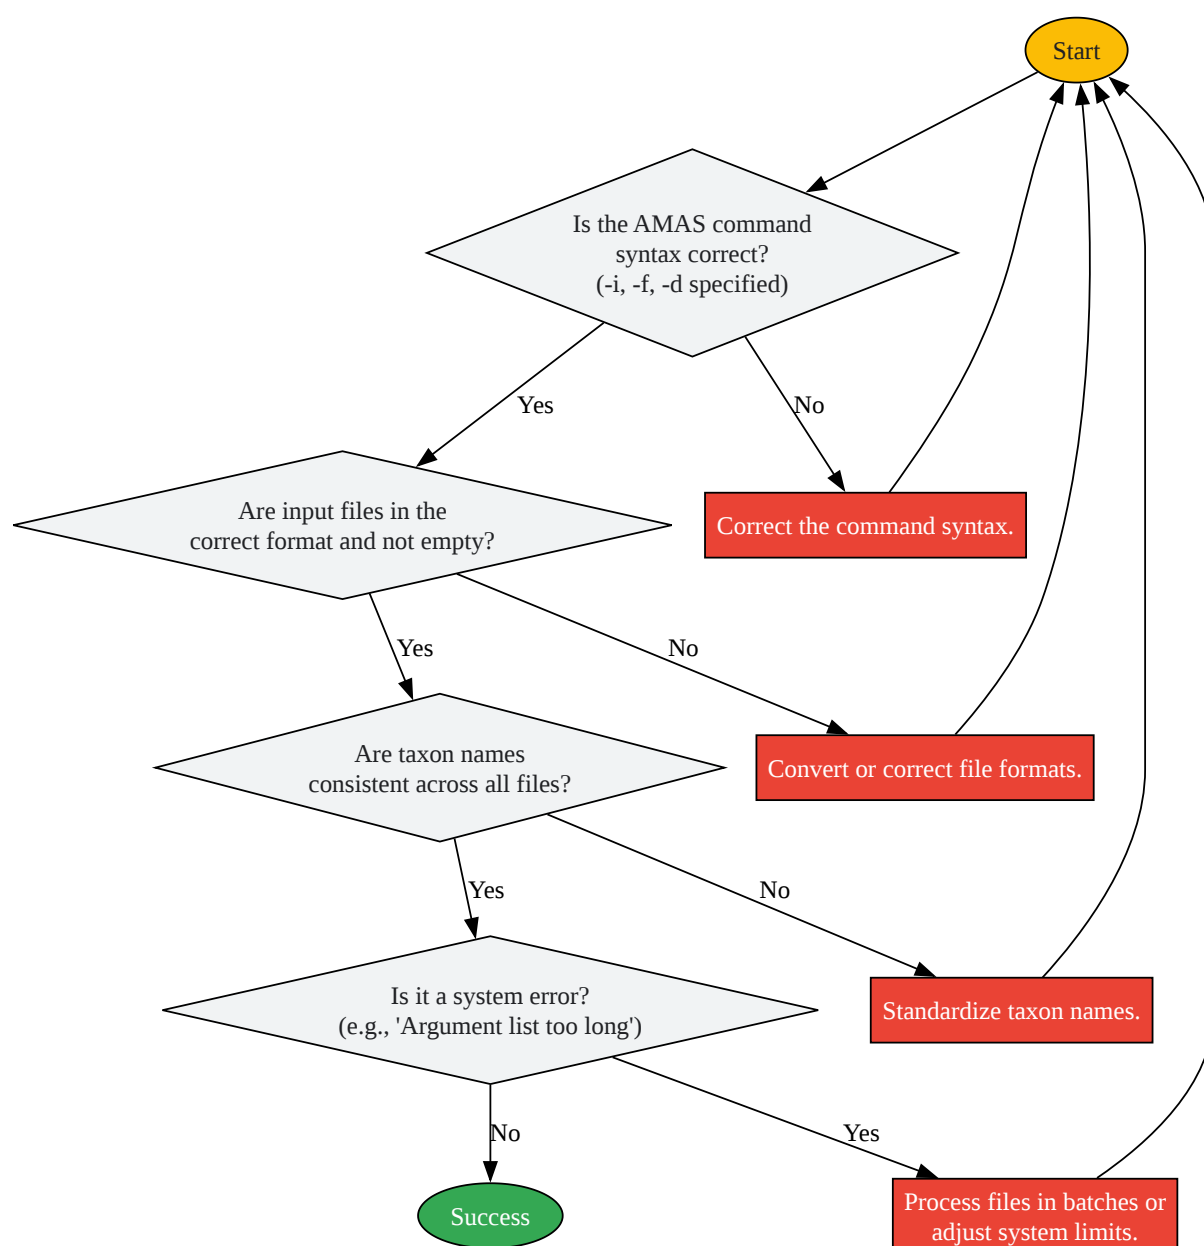 Start
Is the AMAS command
syntax correct?
(-i, -f, -d specified)
Yes
No
Correct the command syntax.
Are input files in the
correct format and not empty?
Yes
No
Convert or correct file formats.
Are taxon names
consistent across all files?
Yes
No
Standardize taxon names.
Is it a system error?
(e.g., 'Argument list too long')
No
Yes
Process files in batches or
adjust system limits.
Success